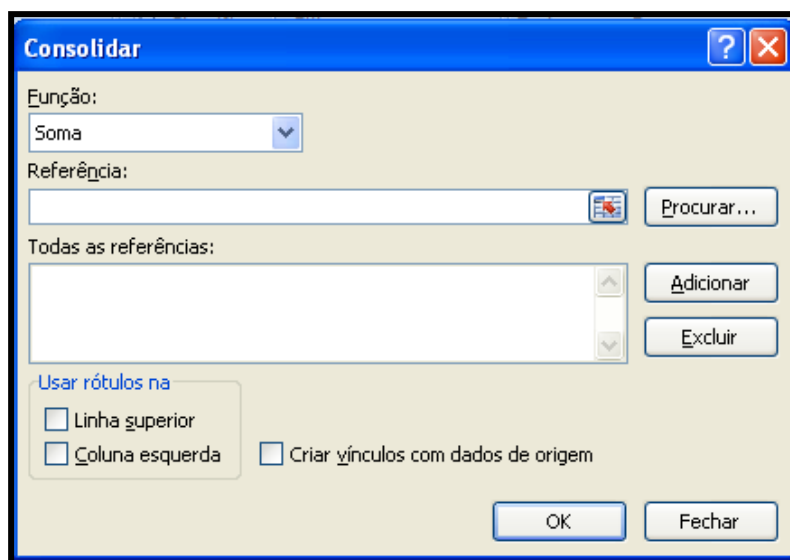 Consolidar
Função:
Soma
Referência:
Procurar...
Todas as referências:
Adicionar
Excluir
Usar rótulos na
Linha superior
Coluna esquerda
Criar vínculos com dados de origem
OK
Fechar